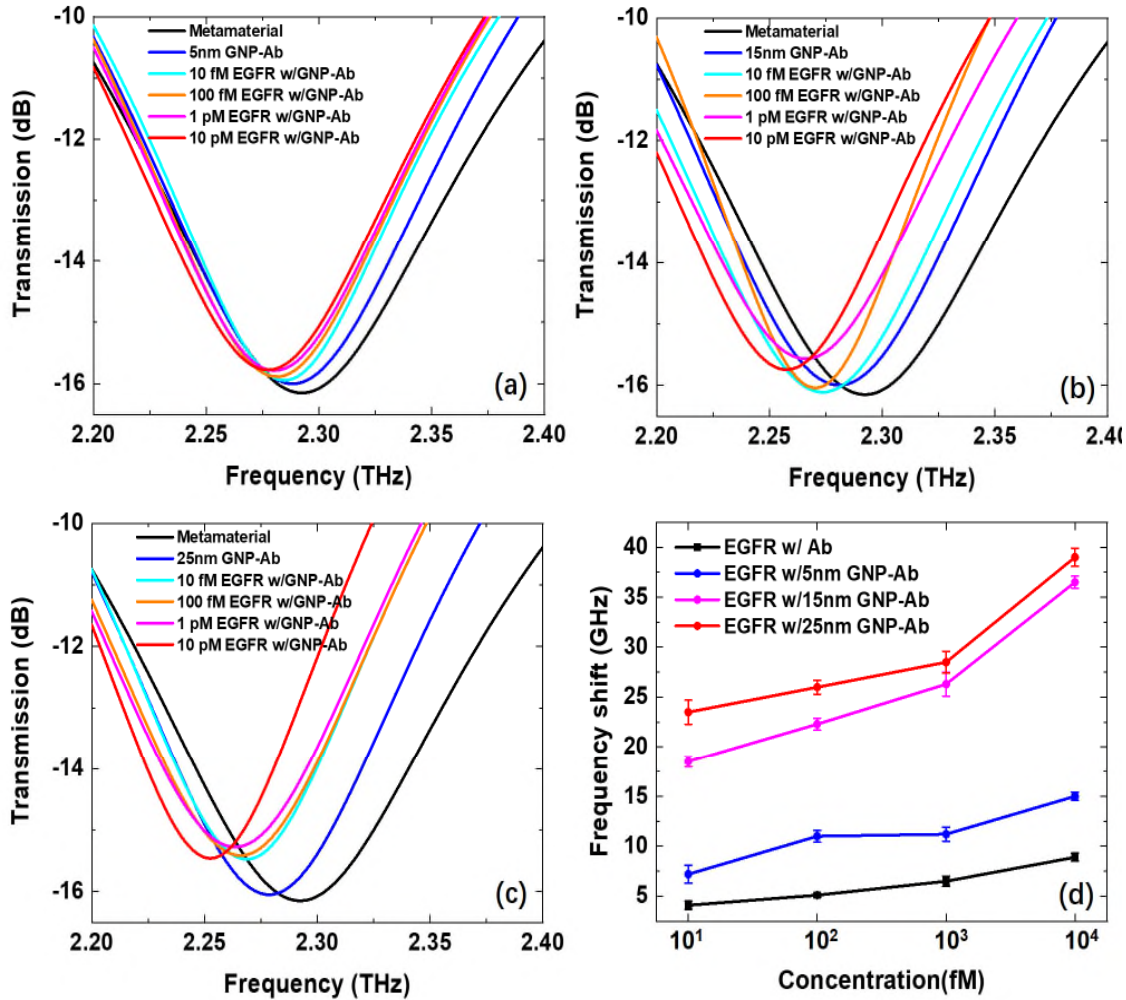 -10
-12
-14
-16
2.20
2.25
2.30
2.35
2.40
Transmission (dB)
Frequency (THz)
Metamaterial
5nm GNP-Ab
10 fM EGFR w/GNP-Ab
100 fM EGFR w/GNP-Ab
1 pM EGFR w/GNP-Ab
10 pM EGFR w/GNP-Ab
(a)
-10
-12
-14
-16
2.20
2.25
2.30
2.35
2.40
Transmission (dB)
Frequency (THz)
Metamaterial
15nm GNP-Ab
10 fM EGFR w/GNP-Ab
100 fM EGFR w/GNP-Ab
1 pM EGFR w/GNP-Ab
10 pM EGFR w/GNP-Ab
(b)
-10
-12
-14
-16
2.20
2.25
2.30
2.35
2.40
Transmission (dB)
Frequency (THz)
Metamaterial
25nm GNP-Ab
10 fM EGFR w/GNP-Ab
100 fM EGFR w/GNP-Ab
1 pM EGFR w/GNP-Ab
10 pM EGFR w/GNP-Ab
(c)
40
35
30
25
20
15
10
5
10¹
10²
10³
10⁴
Frequency shift (GHz)
Concentration(fM)
EGFR w/ Ab
EGFR w/5nm GNP-Ab
EGFR w/15nm GNP-Ab
EGFR w/25nm GNP-Ab
(d)